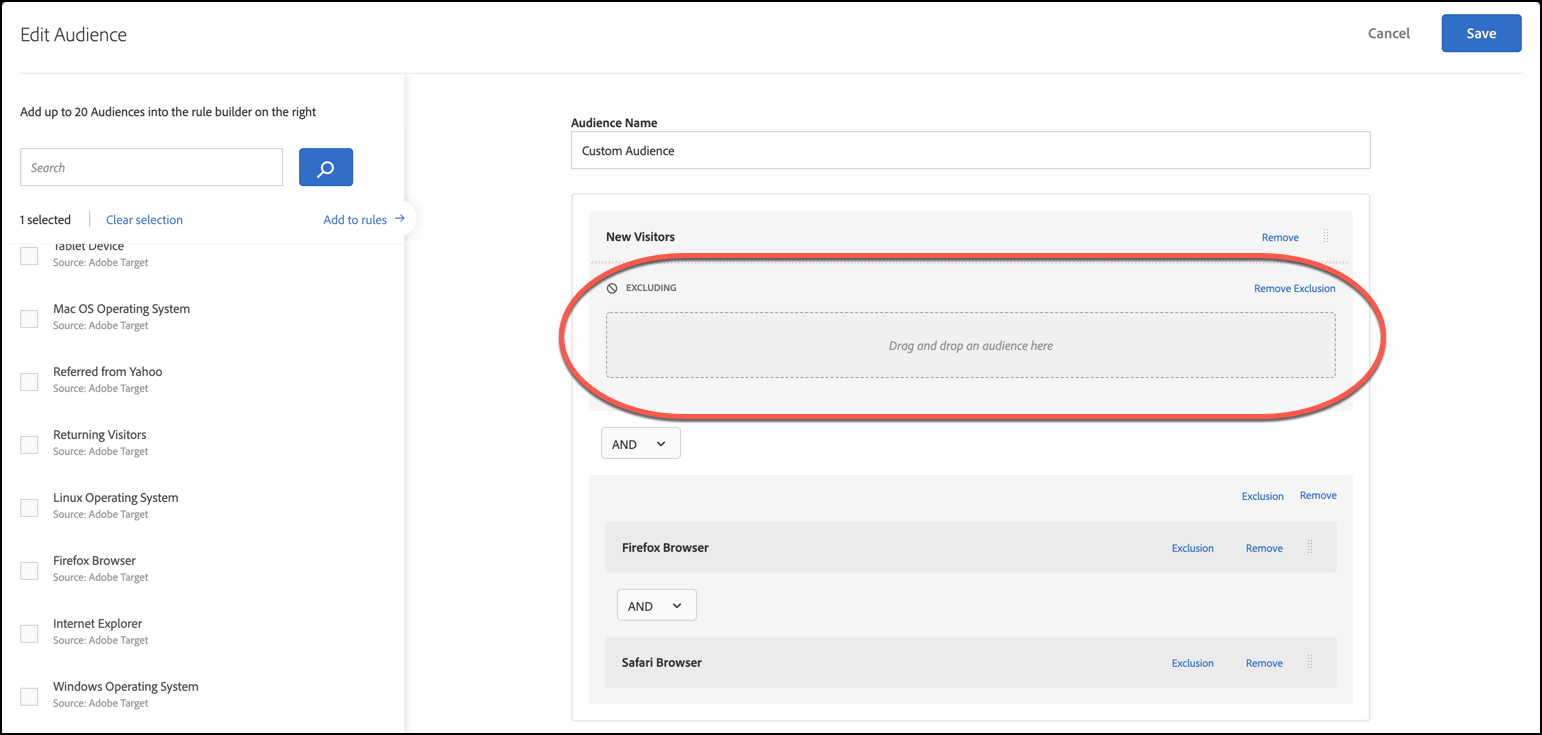 Edit Audience
Cancel
Save
Add up to 20 Audiences into the rule builder on the right
Search
1 selected
Clear selection
Add to rules
Tablet Device
Source: Adobe Target
Mac OS Operating System
Source: Adobe Target
Referred from Yahoo
Source: Adobe Target
Returning Visitors
Source: Adobe Target
Linux Operating System
Source: Adobe Target
Firefox Browser
Source: Adobe Target
Internet Explorer
Source: Adobe Target
Windows Operating System
Source: Adobe Target
Audience Name
Custom Audience
New Visitors
Remove
EXCLUDING
Remove Exclusion
Drag and drop an audience here
AND
Exclusion
Remove
Firefox Browser
Exclusion
Remove
AND
Safari Browser
Exclusion
Remove